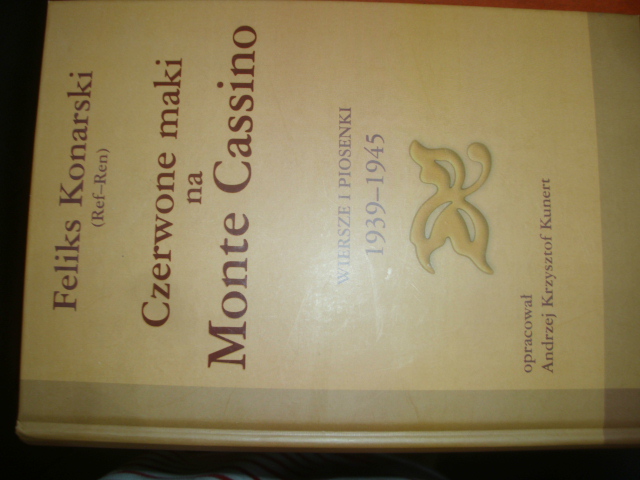 Feliks Konarski
(Ref-Ren)
Czerwone maki
na
Monte Cassino
WIERSZE I PIOSENKI
1939-1945
opracował
Andrzej Krzysztof Kunert